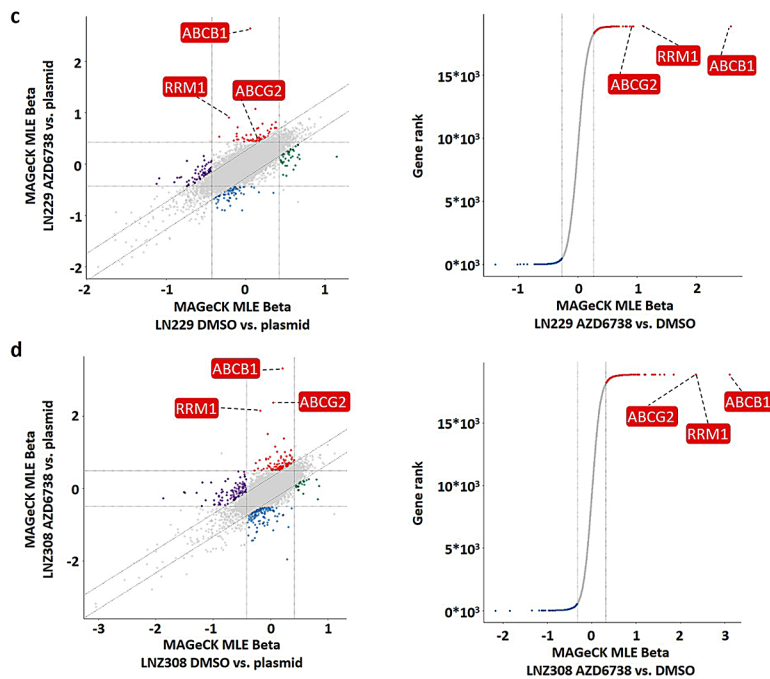 c
MAGeCK MLE Beta
LN229 AZD6738 vs. plasmid
2
1
0
-1
-2
ABCB1
RRM1
ABCG2
-2
-1
0
1
MAGeCK MLE Beta
LN229 DMSO vs. plasmid
Gene rank
15*10³
10*10³
5*10³
0*10³
RRM1
ABCG2
ABCB1
-1
0
1
2
MAGeCK MLE Beta
LN229 AZD6738 vs. DMSO
d
MAGeCK MLE Beta
LNZ308 AZD6738 vs. plasmid
2
0
-2
ABCB1
RRM1
ABCG2
-3
-2
-1
0
1
MAGeCK MLE Beta
LNZ308 DMSO vs. plasmid
Gene rank
15*10³
10*10³
5*10³
0*10³
ABCG2
RRM1
ABCB1
-2
-1
0
1
2
3
MAGeCK MLE Beta
LNZ308 AZD6738 vs. DMSO